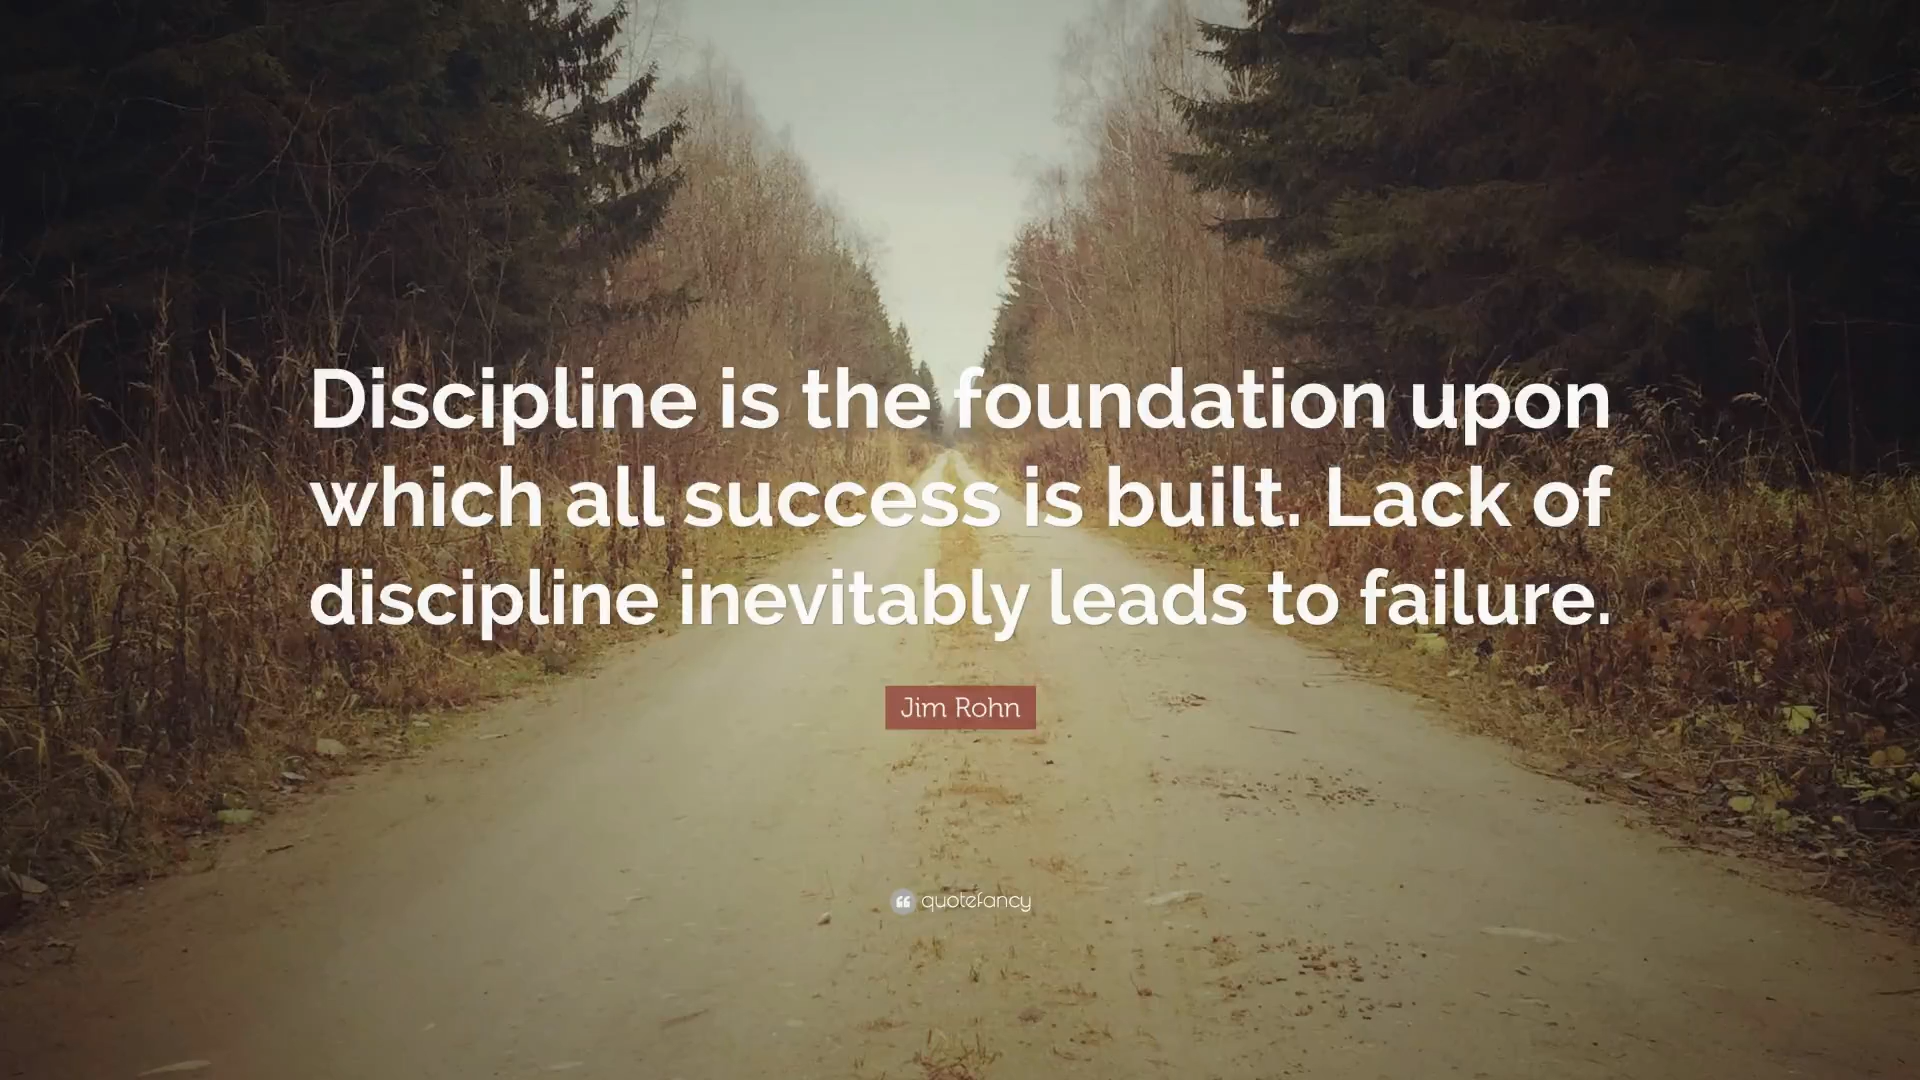 Discipline is the foundation upon
which all success is built. Lack of
discipline inevitably leads to failure.
Jim Rohn
quotefancy